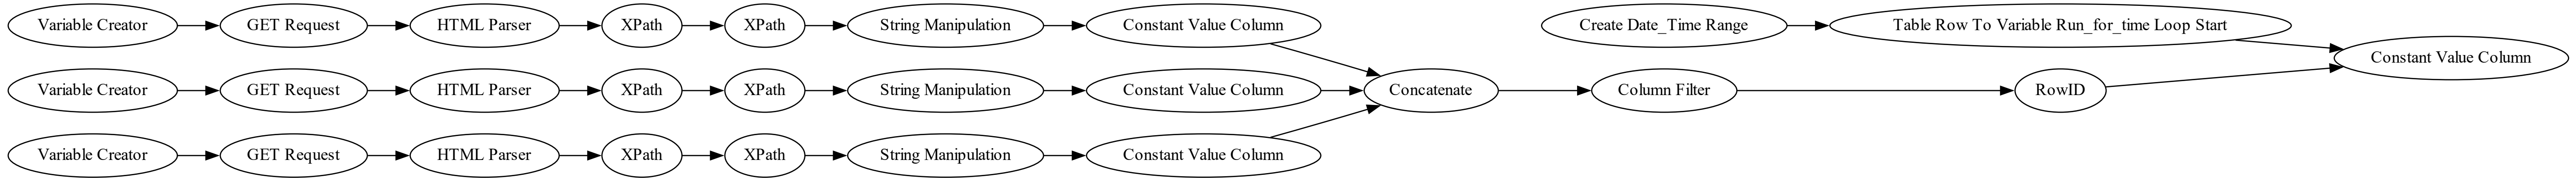 Variable Creator
GET Request
HTML Parser
XPath
XPath
String Manipulation
Constant Value Column
Create Date_Time Range
Table Row To Variable Run_for_time Loop Start
Constant Value Column
Variable Creator
GET Request
HTML Parser
XPath
XPath
String Manipulation
Constant Value Column
Concatenate
Column Filter
RowID
Variable Creator
GET Request
HTML Parser
XPath
XPath
String Manipulation
Constant Value Column